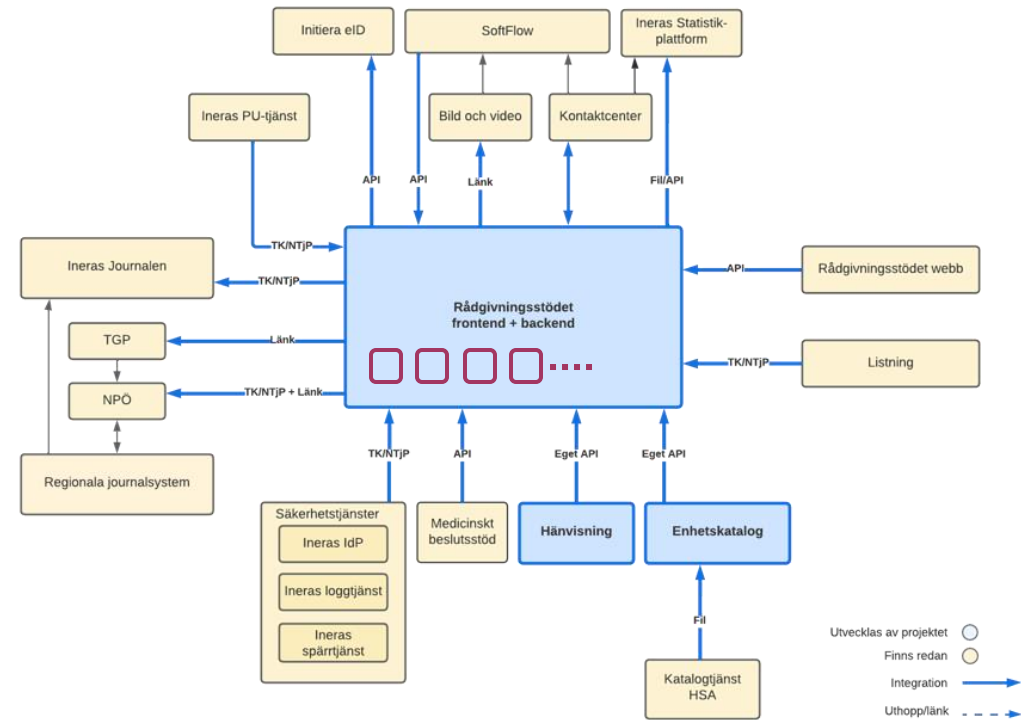 Initiera eID
SoftFlow
Ineras Statistik-
plattform
Ineras PU-tjänst
Bild och video
Kontaktcenter
API
API
Länk
Fil/API
TK/NTjP
Ineras Journalen
TK/NTjP
API
Rådgivningsstödet webb
Rådgivningsstödet
frontend + backend
TGP
Länk
TK/NTjP
Listning
NPÖ
TK/NTjP + Länk
TK/NTjP
API
Eget API
Eget API
Regionala journalsystem
Säkerhetstjänster
Ineras IdP
Ineras loggtjänst
Ineras
spärrtjänst
Medicinskt
beslutsstöd
Hänvisning
Enhetskatalog
Fil
Katalogtjänst
HSA
Utvecklas av projektet
Finns redan
Integration
Uthopp/länk